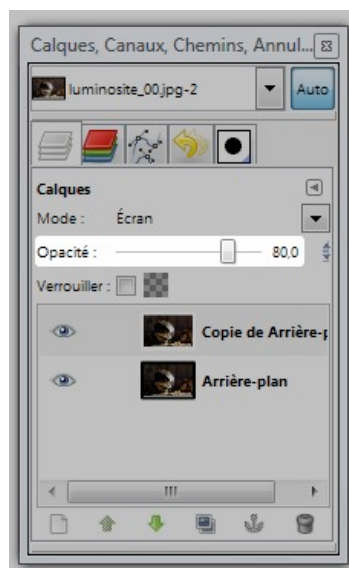 Calques, Canaux, Chemins, Annul...
luminosite_00.jpg-2
Auto
Calques
Mode : Écran
Opacité : 80,0
Verrouiller :
Copie de Arrière-p
Arrière-plan